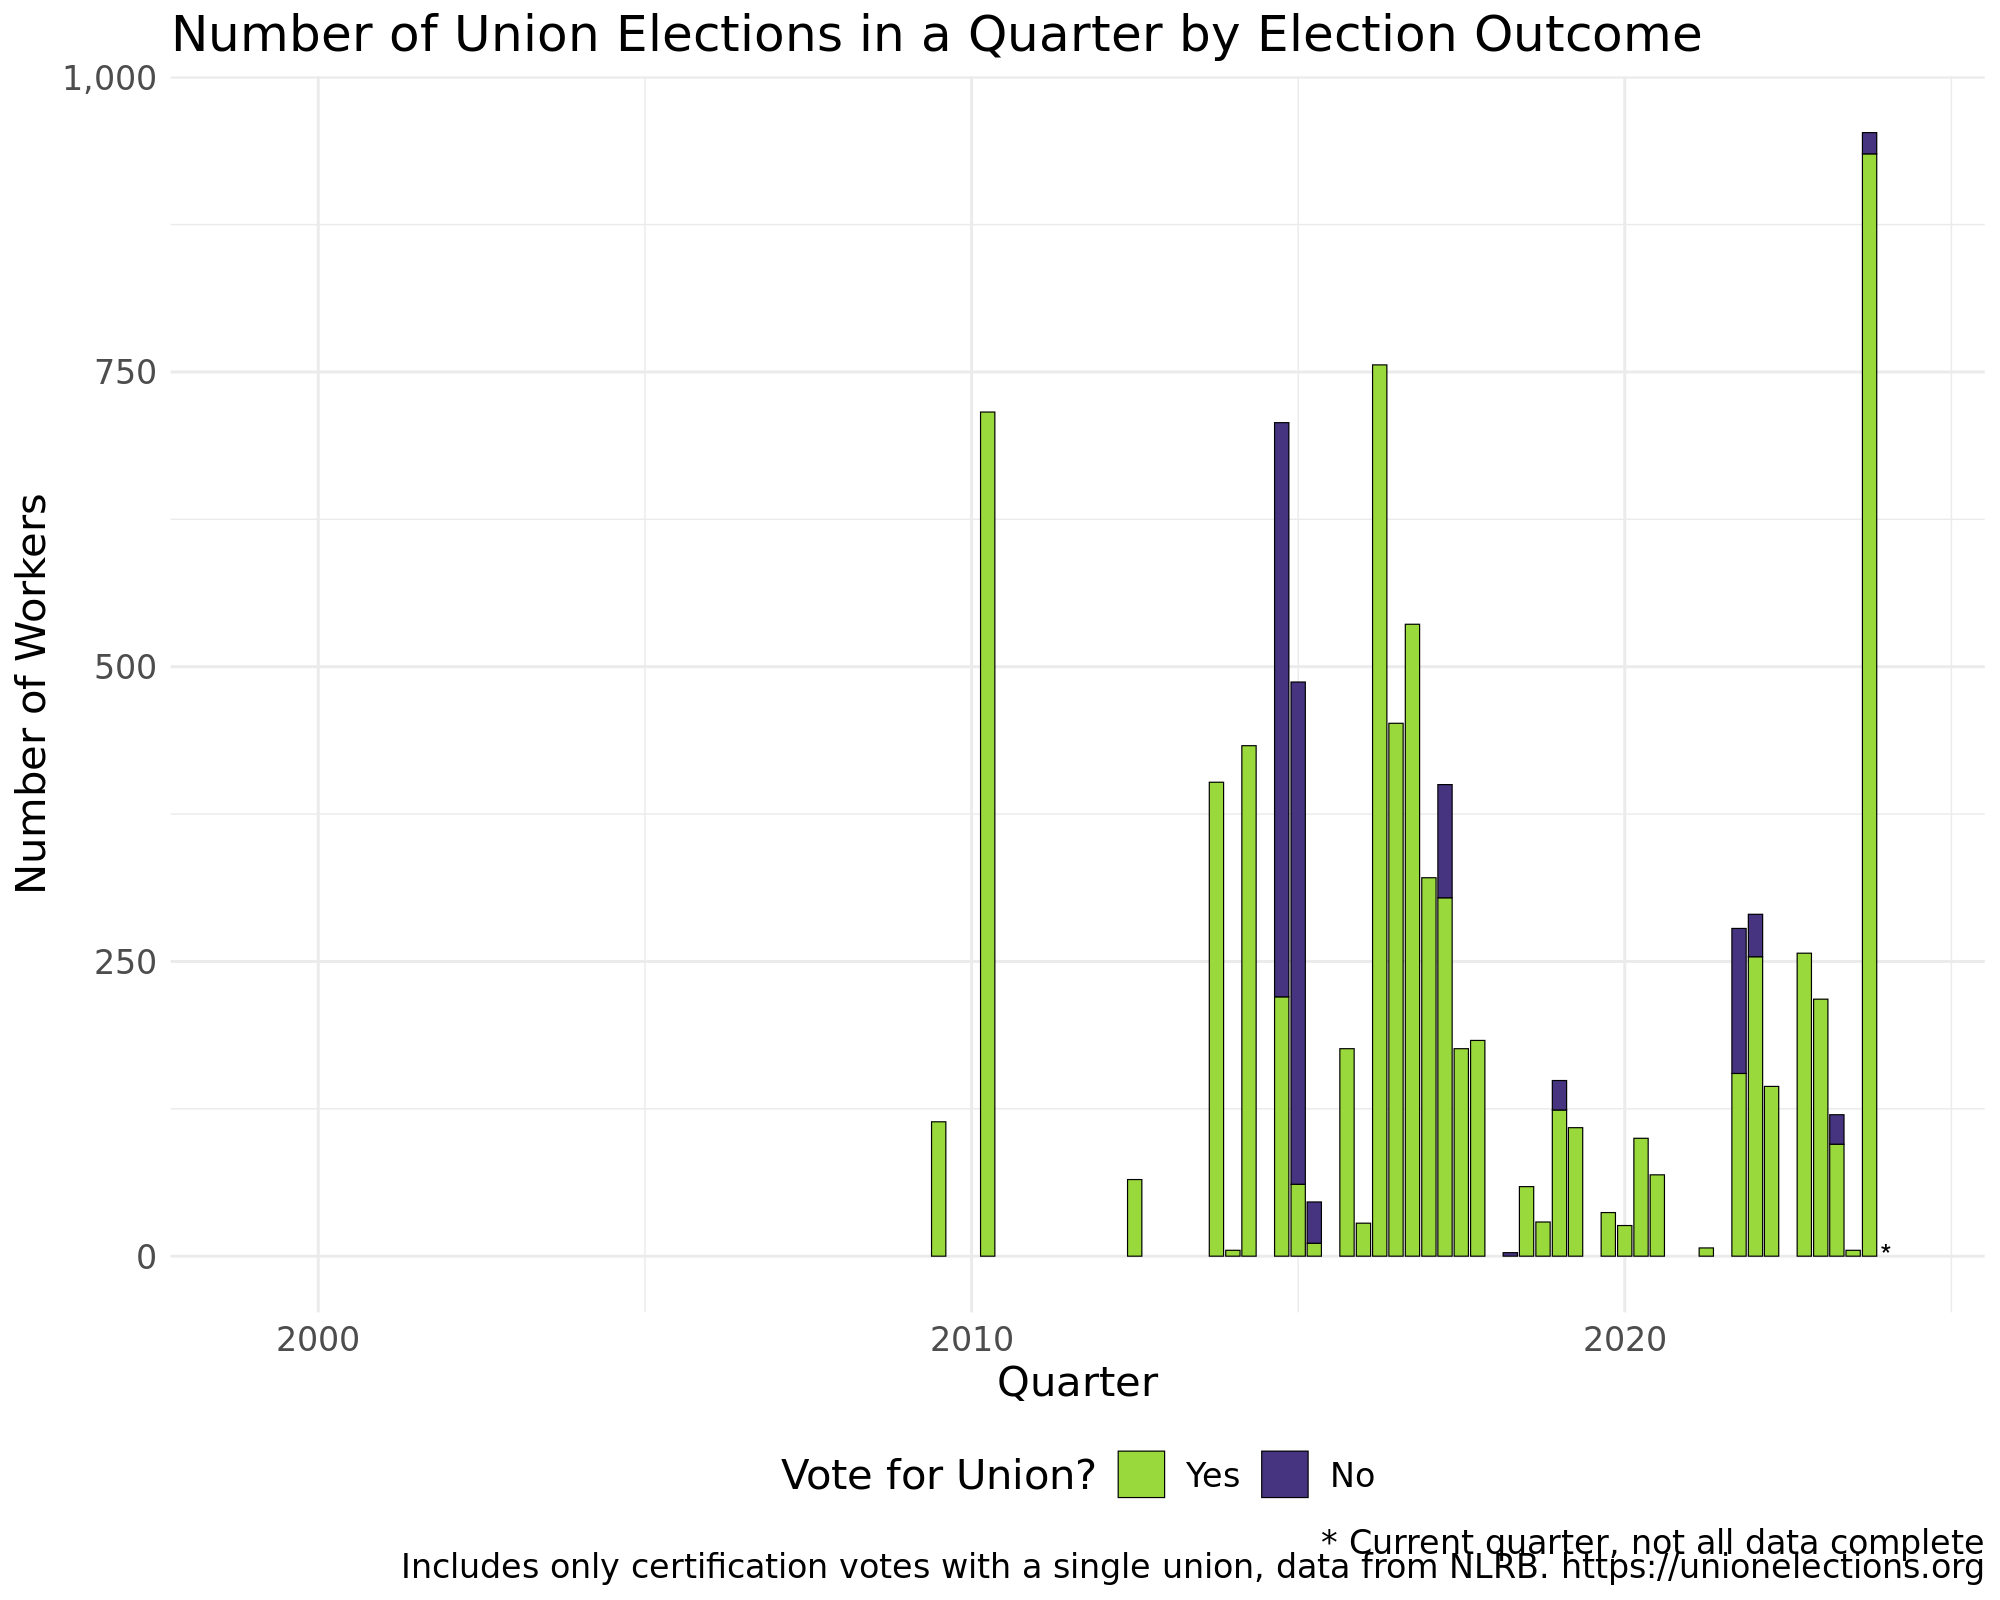 Number of Union Elections in a Quarter by Election Outcome
1,000
750
500
250
0
Number of Workers
*
2000 2010 2020
Quarter
Vote for Union? Yes No
* Current quarter, not all data complete
Includes only certification votes with a single union, data from NLRB. https://unionelections.org